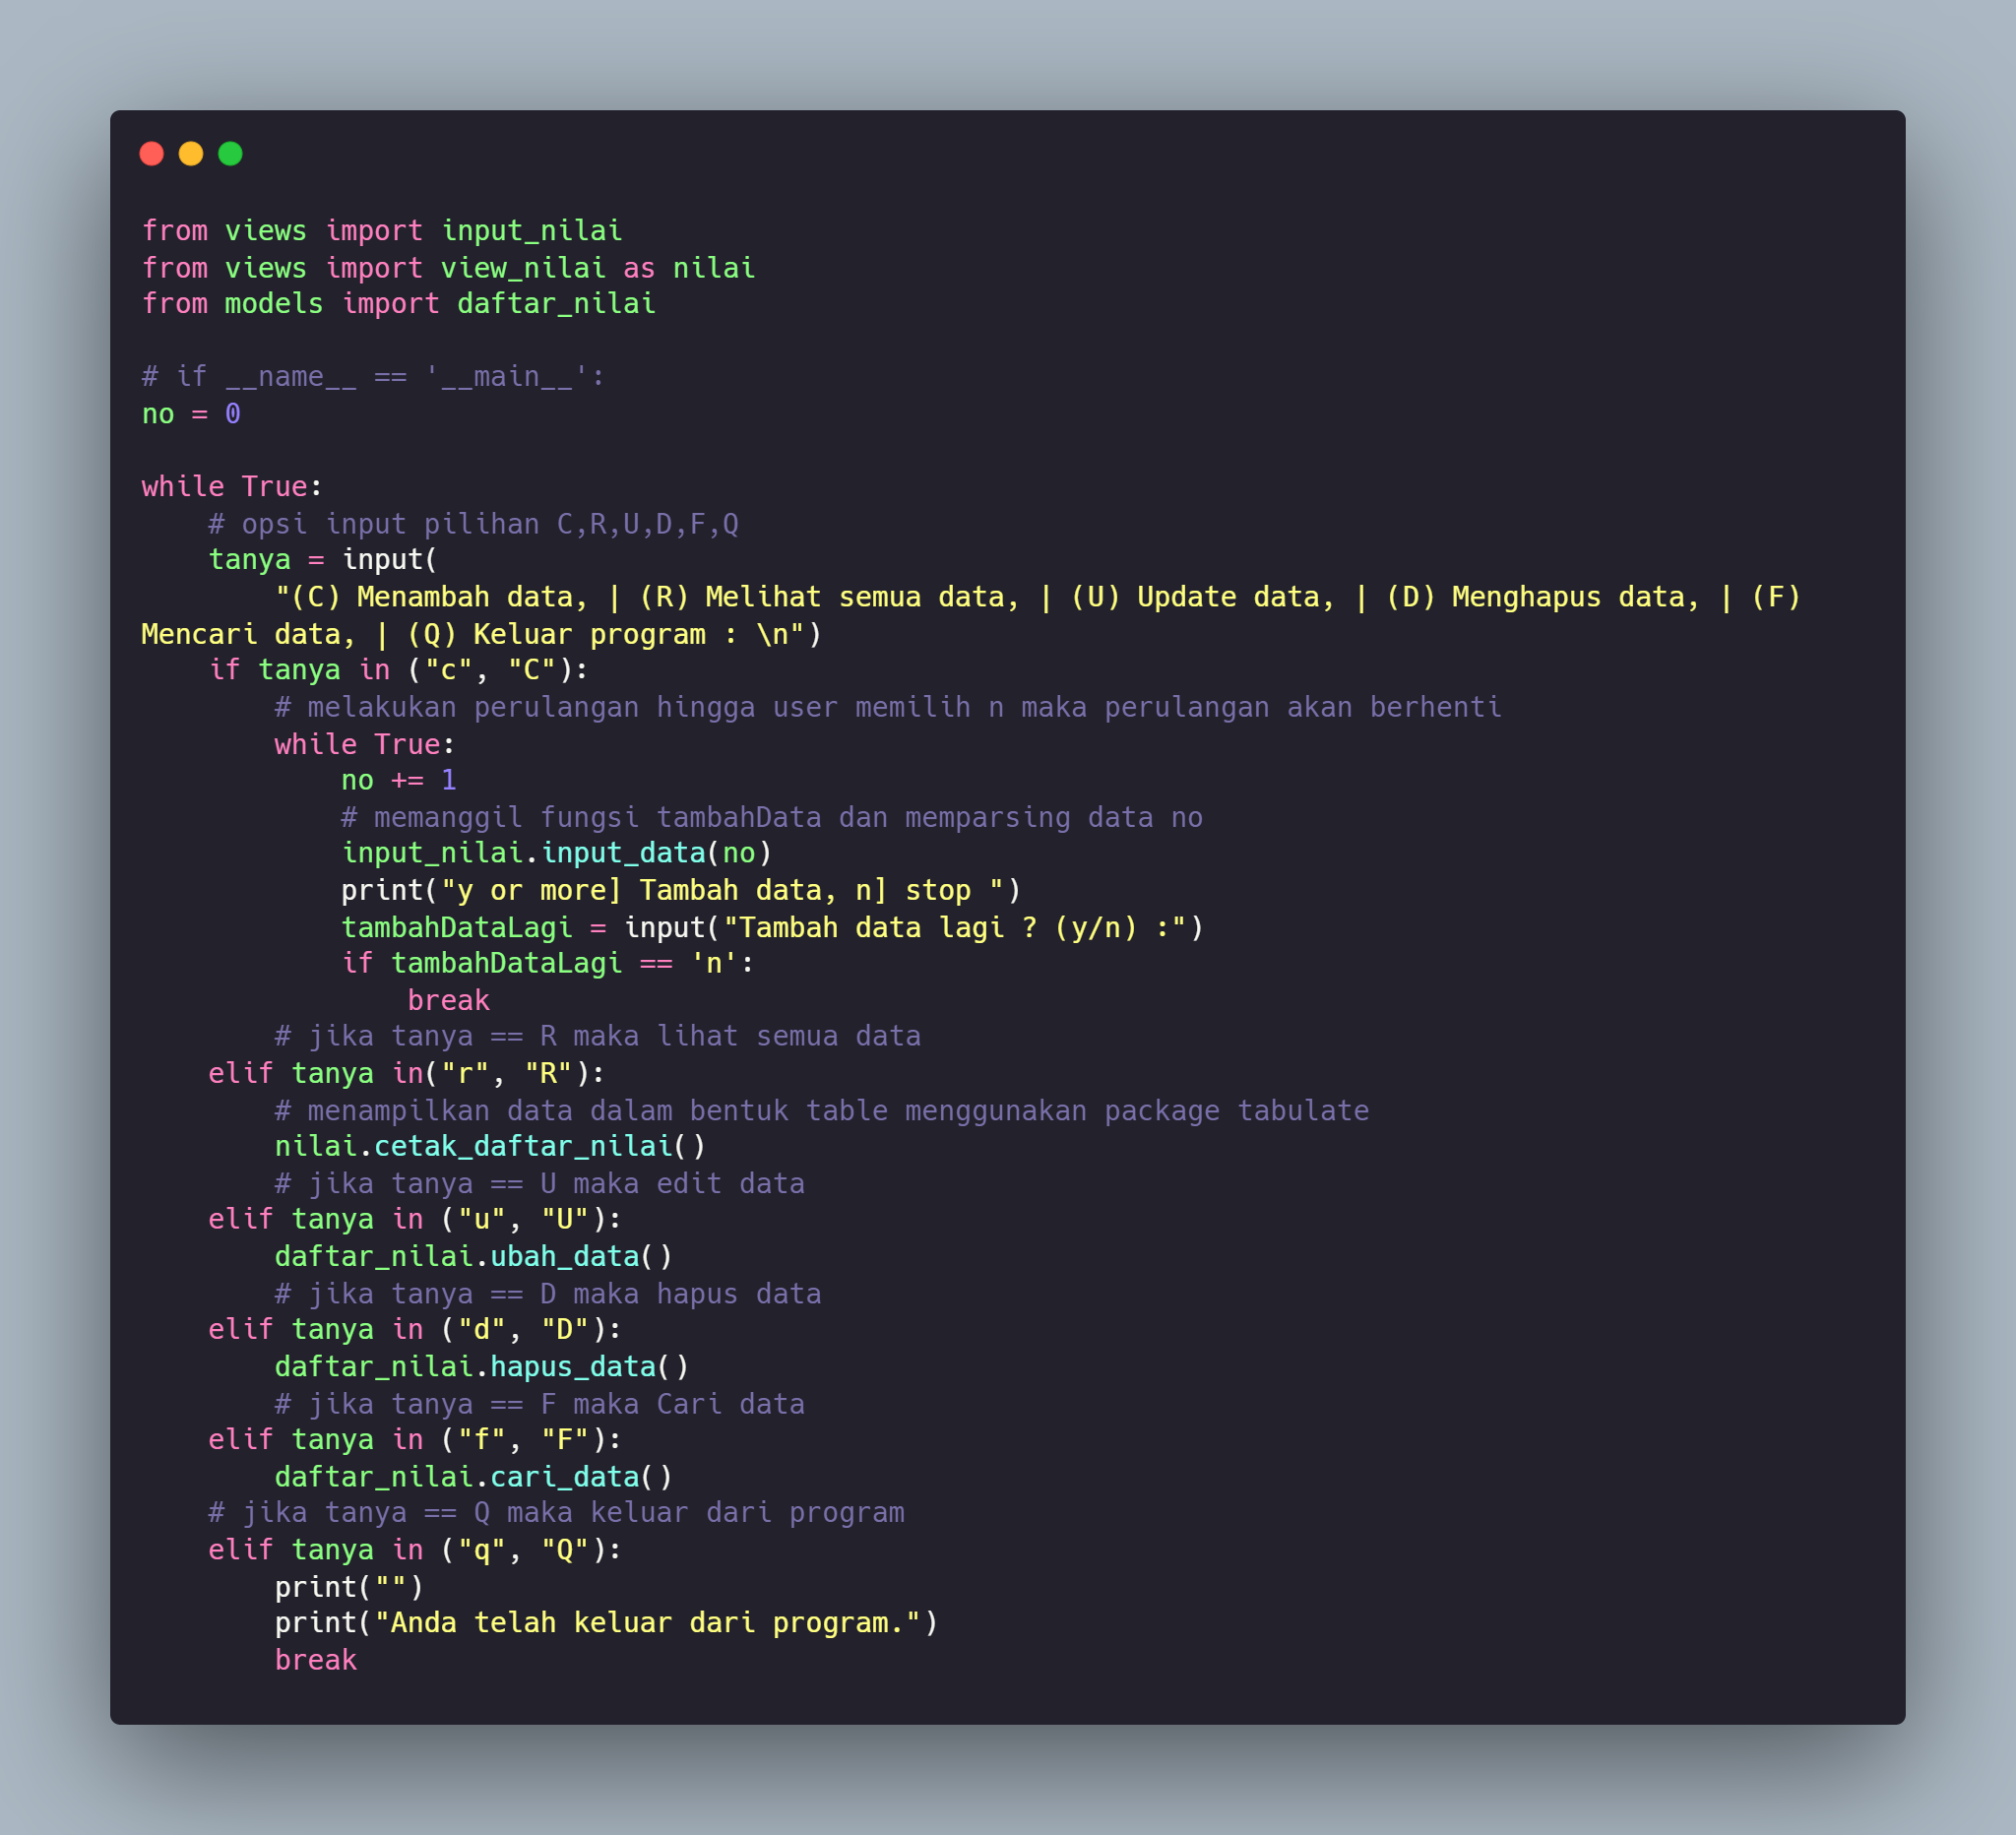 from views import input_nilai
from views import view_nilai as nilai
from models import daftar_nilai
# if __name__ == '__main__':
no = 0
while True:
    # opsi input pilihan C,R,U,D,F,Q
    tanya = input(
        "(C) Menambah data, | (R) Melihat semua data, | (U) Update data, | (D) Menghapus data, | (F)
Mencari data, | (Q) Keluar program : \n")
    if tanya in ("c", "C"):
        # melakukan perulangan hingga user memilih n maka perulangan akan berhenti
        while True:
            no += 1
            # memanggil fungsi tambahData dan memparsing data no
            input_nilai.input_data(no)
            print("y or more] Tambah data, n] stop ")
            tambahDataLagi = input("Tambah data lagi ? (y/n) :")
            if tambahDataLagi == 'n':
                break
        # jika tanya == R maka lihat semua data
    elif tanya in("r", "R"):
        # menampilkan data dalam bentuk table menggunakan package tabulate
        nilai.cetak_daftar_nilai()
        # jika tanya == U maka edit data
    elif tanya in ("u", "U"):
        daftar_nilai.ubah_data()
        # jika tanya == D maka hapus data
    elif tanya in ("d", "D"):
        daftar_nilai.hapus_data()
        # jika tanya == F maka Cari data
    elif tanya in ("f", "F"):
        daftar_nilai.cari_data()
    # jika tanya == Q maka keluar dari program
    elif tanya in ("q", "Q"):
        print("")
        print("Anda telah keluar dari program.")
        break